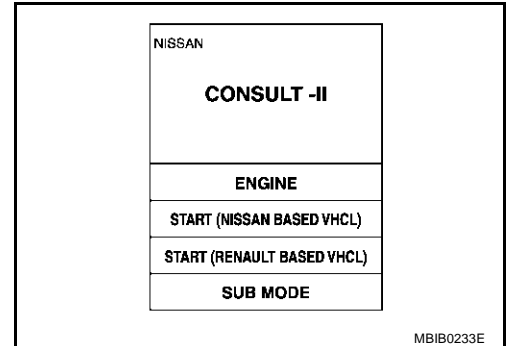 NISSAN
CONSULT -II
ENGINE
START (NISSAN BASED VHCL)
START (RENAULT BASED VHCL)
SUB MODE
MBIB0233E